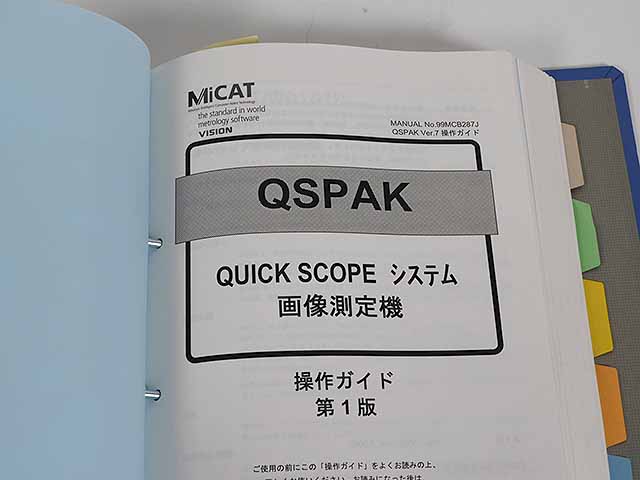 MiCAT
the standard in world
metrology software
VISION
MANUAL No.99MCB287J
QSPAK Ver.7 操作ガイド
QSPAK
QUICK SCOPE システム
画像測定機
操作ガイド
第1版
ご使用の前にこの「操作ガイド」をよくお読みの上、